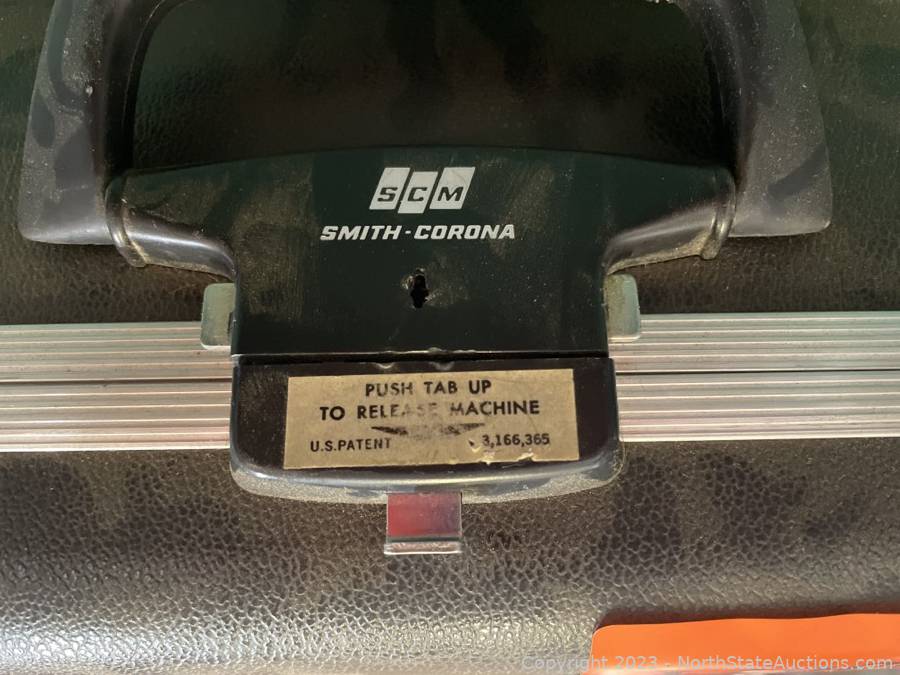 SCM
SMITH-CORONA
PUSH TAB UP
TO RELEASE MACHINE
U.S.PATENT 3,166,365
Copyright 2023 - NorthStateAuctions.com